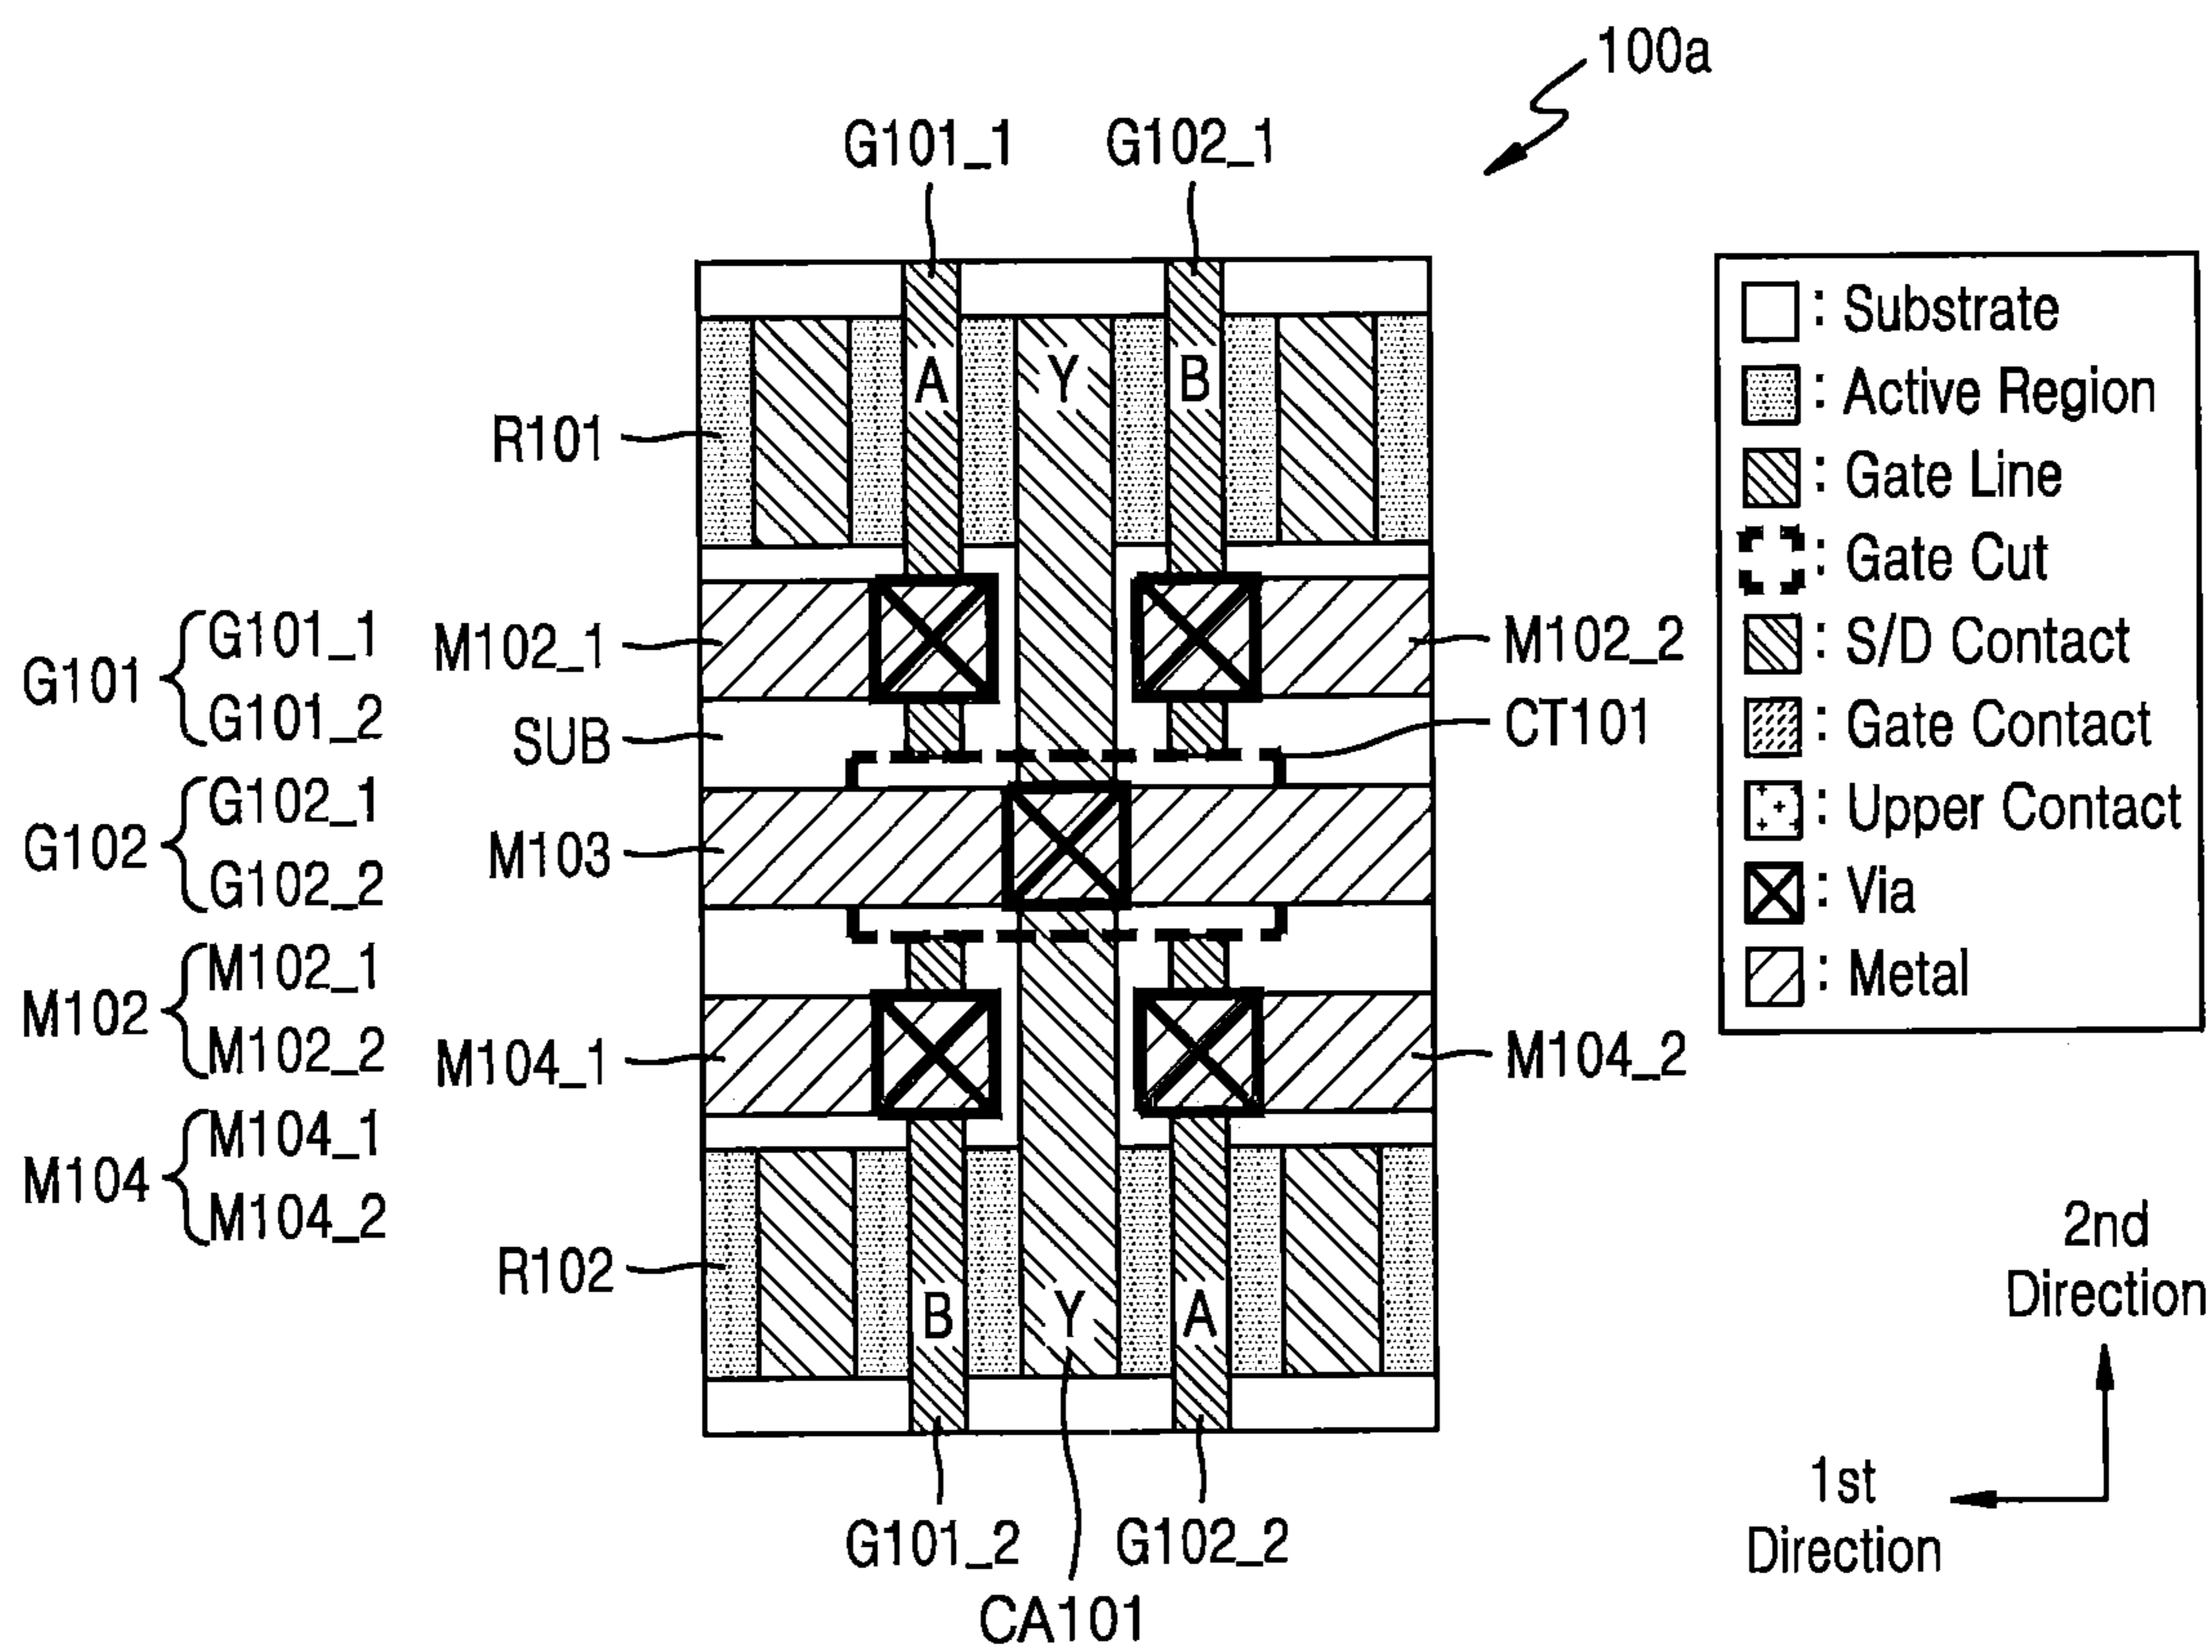 100a
G101_1 G102_1
A Y B
R101
M102_1 M102_2
SUB CT101
M103
M104_1 M104_2
R102
B Y A
G101_2 G102_2
CA101
G101 { G101_1
G101_2
G102 { G102_1
G102_2
M102 { M102_1
M102_2
M104 { M104_1
M104_2
: Substrate
: Active Region
: Gate Line
: Gate Cut
: S/D Contact
: Gate Contact
: Upper Contact
: Via
: Metal
2nd
Direction
1st
Direction